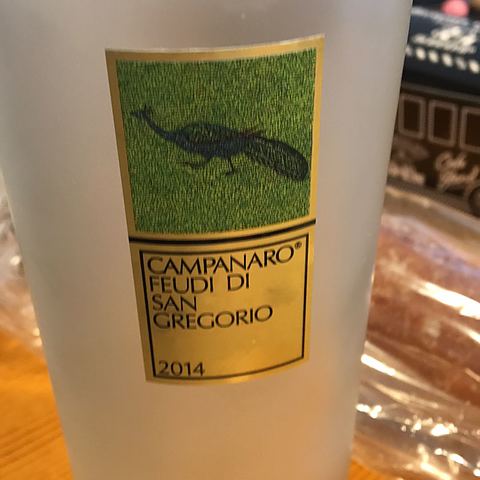 CAMPANARO®
FEUDI DI
SAN
GREGORIO
2014